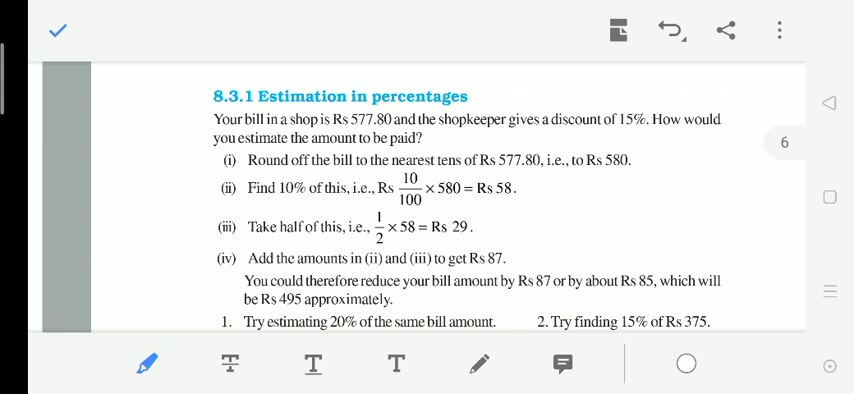 8.3.1 Estimation in percentages
Your bill in a shop is Rs 577.80 and the shopkeeper gives a discount of 15%. How would
you estimate the amount to be paid?
(i) Round off the bill to the nearest tens of Rs 577.80, i.e., to Rs 580.
6
(ii) Find 10% of this, i.e., Rs 10/100 × 580 = Rs 58.
(iii) Take half of this, i.e., 1/2 × 58 = Rs 29.
(iv) Add the amounts in (ii) and (iii) to get Rs 87.
You could therefore reduce your bill amount by Rs 87 or by about Rs 85, which will
be Rs 495 approximately.
1. Try estimating 20% of the same bill amount. 2. Try finding 15% of Rs 375.
T T T